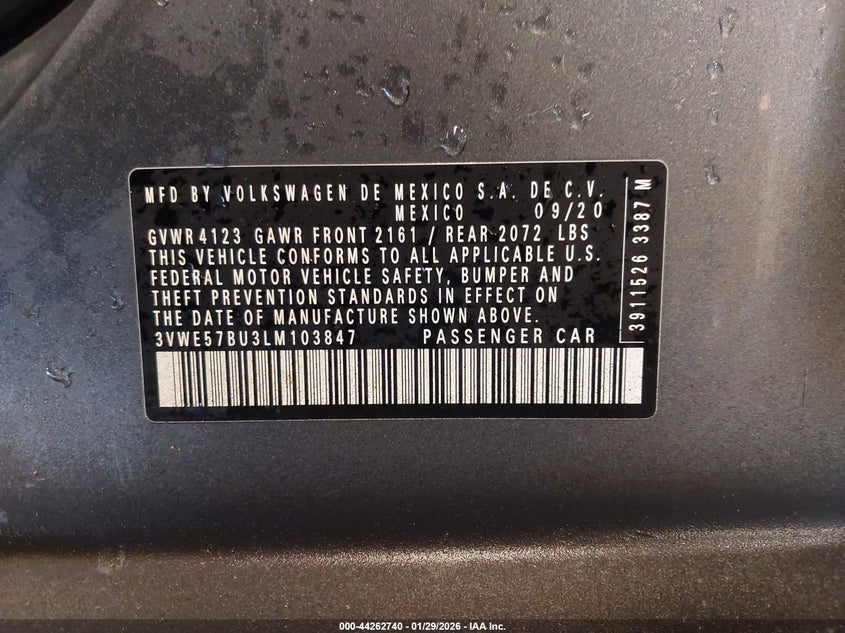 MFD BY VOLKSWAGEN DE MEXICO S.A. DE C.V.
MEXICO 09/20
GVWR 4123 GAWR FRONT 2161 / REAR 2072 LBS
THIS VEHICLE CONFORMS TO ALL APPLICABLE U.S.
FEDERAL MOTOR VEHICLE SAFETY, BUMPER AND
THEFT PREVENTION STANDARDS IN EFFECT ON
THE DATE OF MANUFACTURE SHOWN ABOVE.
3VWE57BU3LM103847 PASSENGER CAR
3911526 3387 M
000-44262740 - 01/29/2026 - IAA Inc.